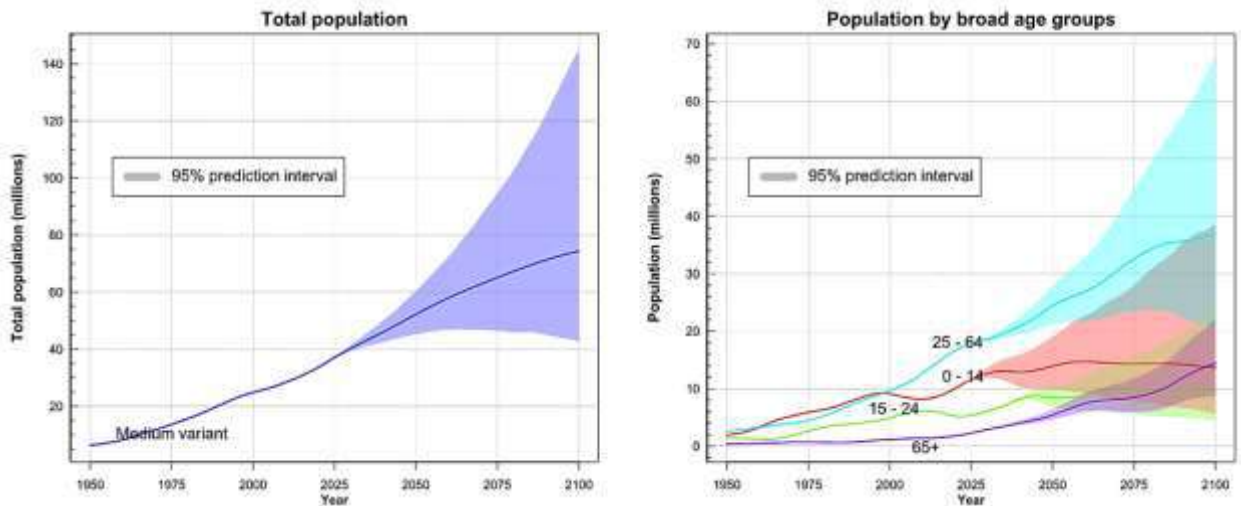 Total population
Total population (millions)
140
120
100
80
60
40
20
95% prediction interval
Medium variant
1950
1975
2000
2025
2050
2075
2100
Year
Population by broad age groups
Population (millions)
70
60
50
40
30
20
10
0
95% prediction interval
25 - 64
0 - 14
15 - 24
65+
1950
1975
2000
2025
2050
2075
2100
Year